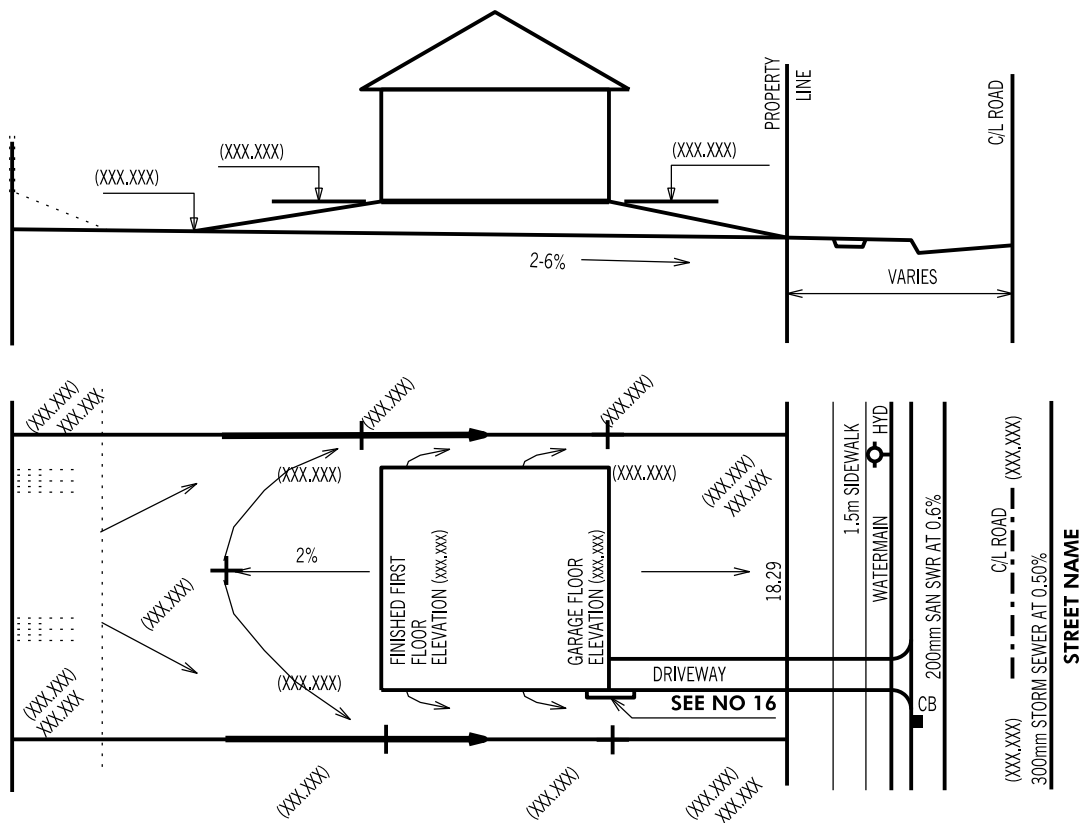 PROPERTY
LINE
C/L ROAD
(XXX.XXX)
(XXX.XXX)
(XXX.XXX)
2-6%
VARIES
(XXX.XXX)
XXX.XXX
(XXX.XXX)
(XXX.XXX)
(XXX.XXX)
(XXX.XXX)
(XXX.XXX)
XXX.XXX
2%
(XXX.XXX)
FINISHED FIRST
FLOOR
ELEVATION (xxx.xxx)
GARAGE FLOOR
ELEVATION (xxx.xxx)
18.29
(XXX.XXX)
DRIVEWAY
SEE NO 16
(XXX.XXX)
XXX.XXX
(XXX.XXX)
(XXX.XXX)
(XXX.XXX)
XXX.XXX
1.5m SIDEWALK
HYD
WATERMAIN
200mm SAN SWR AT 0.6%
CB
(XXX.XXX)
C/L ROAD
(XXX.XXX)
300mm STORM SEWER AT 0.50%
STREET NAME